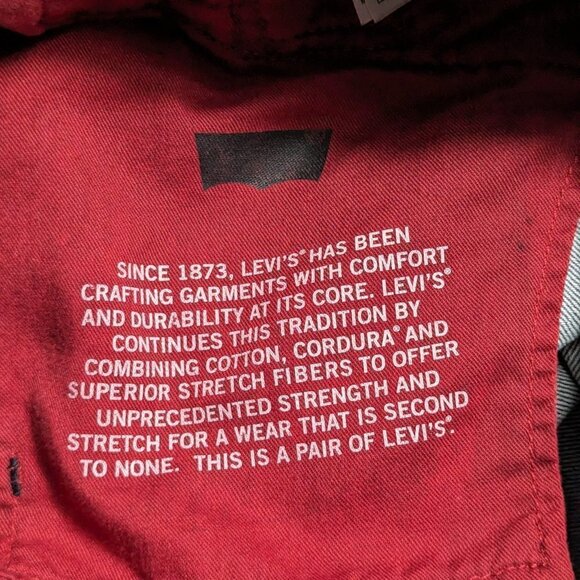 SINCE 1873, LEVI'S® HAS BEEN
CRAFTING GARMENTS WITH COMFORT
AND DURABILITY AT ITS CORE. LEVI'S®
CONTINUES THIS TRADITION BY
COMBINING COTTON, CORDURA® AND
SUPERIOR STRETCH FIBERS TO OFFER
UNPRECEDENTED STRENGTH AND
STRETCH FOR A WEAR THAT IS SECOND
TO NONE. THIS IS A PAIR OF LEVI'S®.